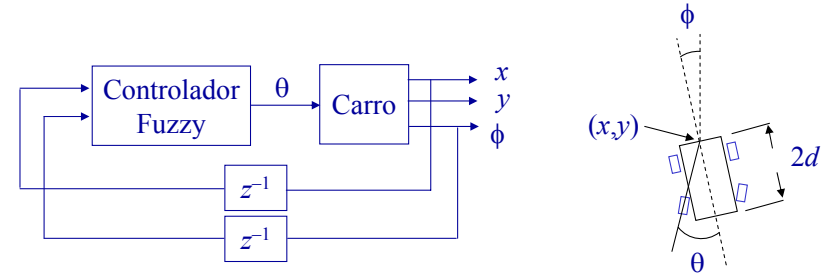 Controlador
Fuzzy
θ
Carro
x
y
ϕ
z⁻¹
z⁻¹
ϕ
(x,y)
2d
θ